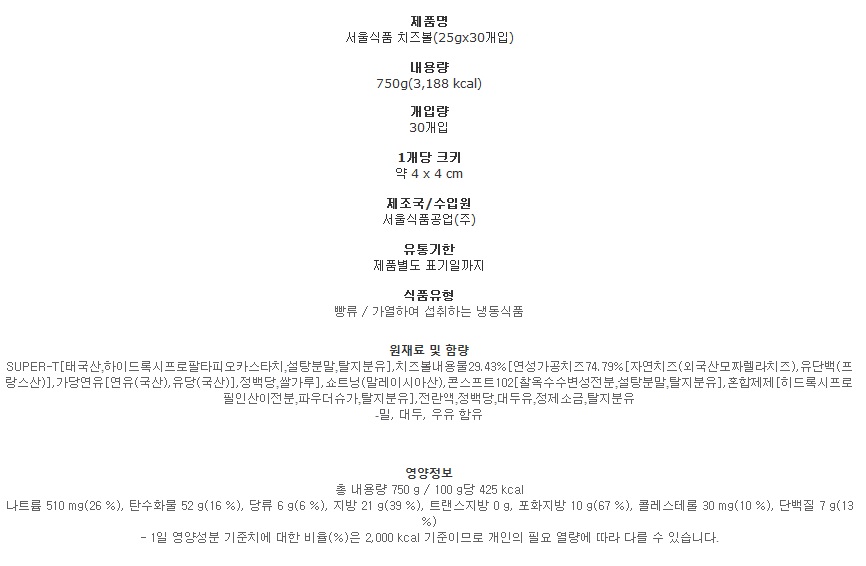 제품명
서울식품 치즈볼(25gx30개입)
내용량
750g(3,188 kcal)
개입량
30개입
1개당 크키
약 4 x 4 cm
제조국/수입원
서울식품공업(주)
유통기한
제품별도 표기일까지
식품유형
빵류 / 가열하여 섭취하는 냉동식품
원재료 및 함량
SUPER-T[태국산,하이드록시프로팔타피오카스타치,설탕분말,탈지분유],치즈볼내용물29.43%[연성가공치즈74.79%[자연치즈(외국산모짜렐라치즈),유단백(프
랑스산)],가당연유[연유(국산),유당(국산)],정백당,쌀가루],쇼트닝(말레이시아산),콘스프트102[찰옥수수변성전분,설탕분말,탈지분유],혼합제제[히드록시프로
필인산이전분,파우더슈가,탈지분유],전란액,정백당,대두유,정제소금,탈지분유
-밀, 대두, 우유 함유
영양정보
총 내용량 750 g / 100 g당 425 kcal
나트륨 510 mg(26 %), 탄수화물 52 g(16 %), 당류 6 g(6 %), 지방 21 g(39 %), 트랜스지방 0 g, 포화지방 10 g(67 %), 콜레스테롤 30 mg(10 %), 단백질 7 g(13
%)
- 1일 영양성분 기준치에 대한 비율(%)은 2,000 kcal 기준이므로 개인의 필요 열량에 따라 다를 수 있습니다.